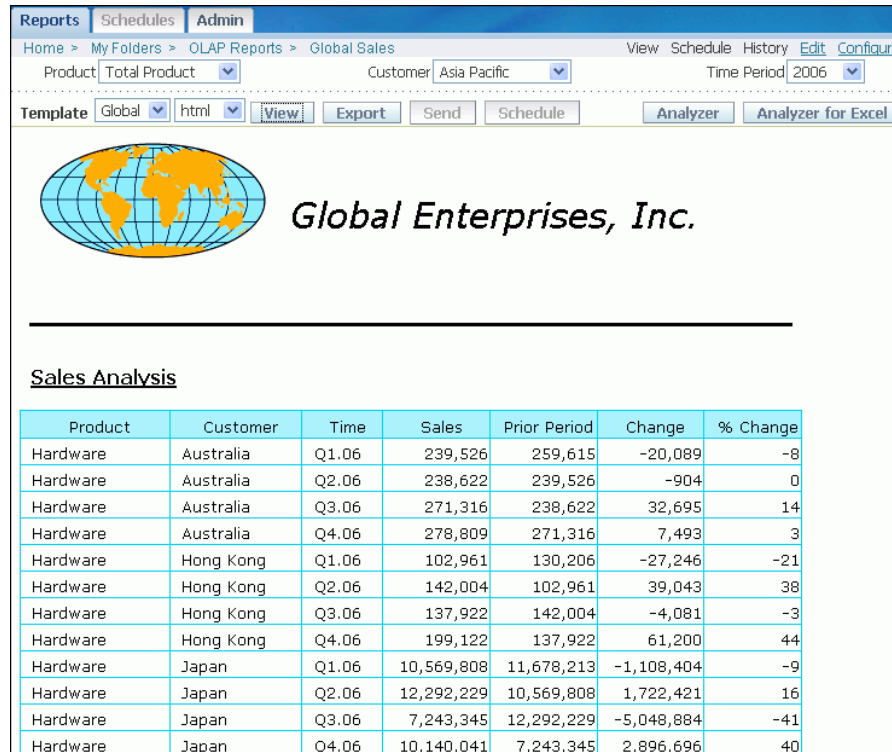 Reports Schedules Admin
Home > My Folders > OLAP Reports > Global Sales View Schedule History Edit Configur
Product Total Product Customer Asia Pacific Time Period 2006
Template Global html View Export Send Schedule Analyzer Analyzer for Excel
Global Enterprises, Inc.
Sales Analysis
Product Customer Time Sales Prior Period Change % Change
Hardware Australia Q1.06 239,526 259,615 -20,089 -8
Hardware Australia Q2.06 238,622 239,526 -904 0
Hardware Australia Q3.06 271,316 238,622 32,695 14
Hardware Australia Q4.06 278,809 271,316 7,493 3
Hardware Hong Kong Q1.06 102,961 130,206 -27,246 -21
Hardware Hong Kong Q2.06 142,004 102,961 39,043 38
Hardware Hong Kong Q3.06 137,922 142,004 -4,081 -3
Hardware Hong Kong Q4.06 199,122 137,922 61,200 44
Hardware Japan Q1.06 10,569,808 11,678,213 -1,108,404 -9
Hardware Japan Q2.06 12,292,229 10,569,808 1,722,421 16
Hardware Japan Q3.06 7,243,345 12,292,229 -5,048,884 -41
Hardware Japan Q4.06 10,140,041 7,243,345 2,896,696 40